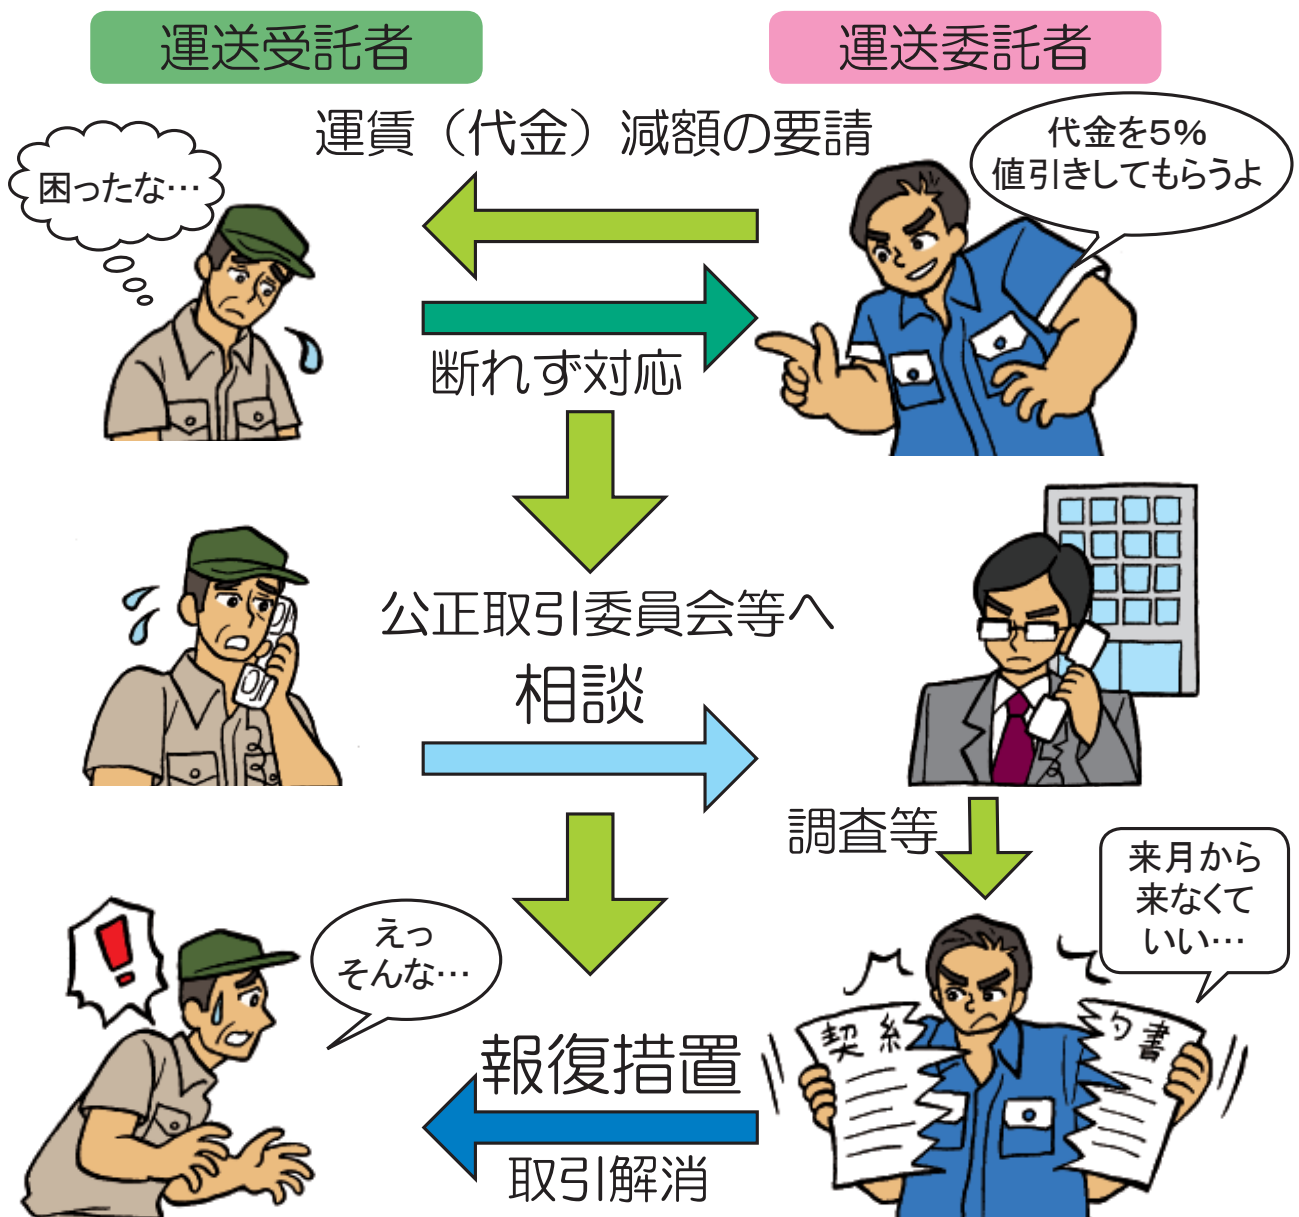 運送受託者
運送委託者
運賃（代金）減額の要請
代金を5%
値引きしてもらうよ
困ったな…
断れず対応
公正取引委員会等へ
相談
調査等
来月から
来なくて
いい…
えっ
そんな…
契約書
報復措置
取引解消